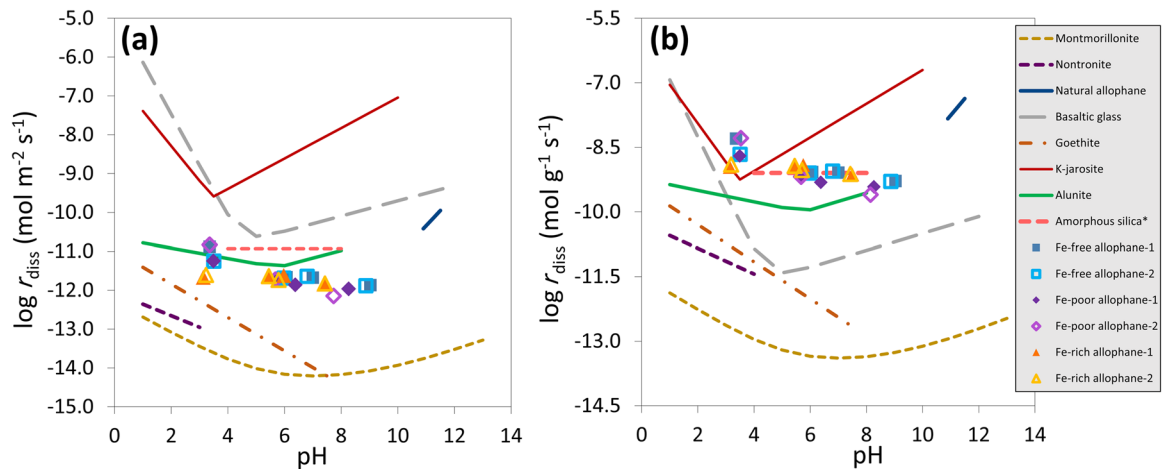 (a)
-5.0
-6.0
-7.0
-8.0
-9.0
-10.0
-11.0
-12.0
-13.0
-14.0
-15.0
log r_diss (mol m⁻² s⁻¹)
0 2 4 6 8 10 12 14
pH
(b)
-5.5
-7.0
-8.5
-10.0
-11.5
-13.0
-14.5
log r_diss (mol g⁻¹ s⁻¹)
0 2 4 6 8 10 12 14
pH
Montmorillonite
Nontronite
Natural allophane
Basaltic glass
Goethite
K-jarosite
Alunite
Amorphous silica*
Fe-free allophane-1
Fe-free allophane-2
Fe-poor allophane-1
Fe-poor allophane-2
Fe-rich allophane-1
Fe-rich allophane-2